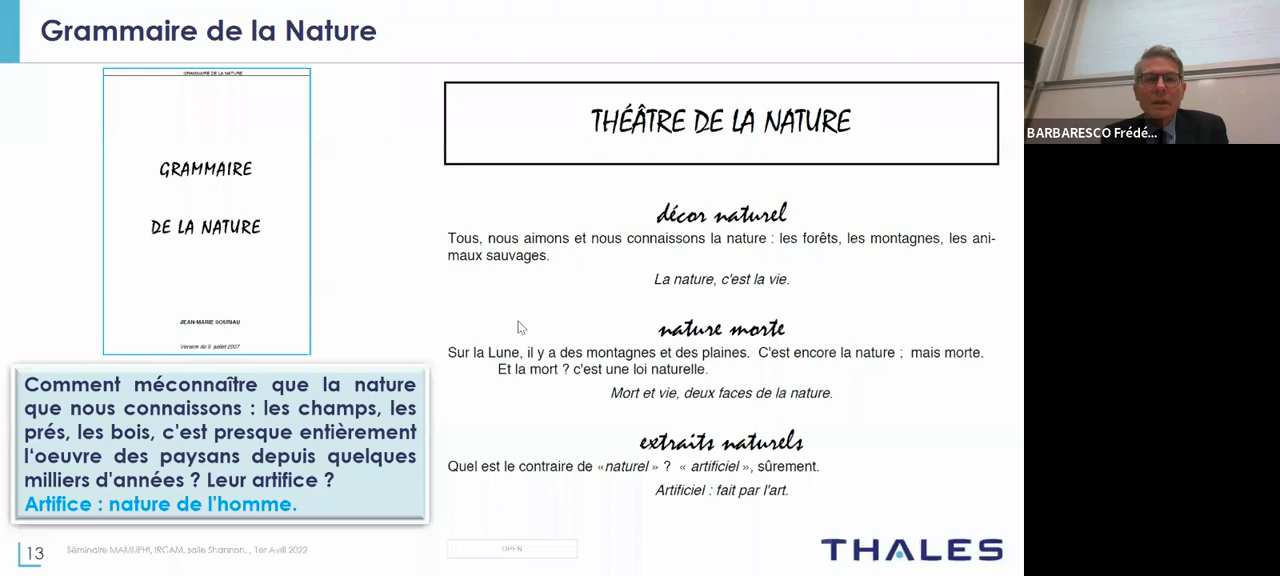 Grammaire de la Nature
GRAMMAIRE DE LA NATURE
GRAMMAIRE
DE LA NATURE
JEAN-MARIE SOURIAU
Version du 8 juillet 2007
Comment méconnaître que la nature
que nous connaissons : les champs, les
prés, les bois, c'est presque entièrement
l'oeuvre des paysans depuis quelques
milliers d'années ? Leur artifice ?
Artifice : nature de l'homme.
THÉÂTRE DE LA NATURE
décor naturel
Tous, nous aimons et nous connaissons la nature : les forêts, les montagnes, les ani-
maux sauvages.
La nature, c'est la vie.
nature morte
Sur la Lune, il y a des montagnes et des plaines. C'est encore la nature ; mais morte.
Et la mort ? c'est une loi naturelle.
Mort et vie, deux faces de la nature.
extraits naturels
Quel est le contraire de «naturel » ? « artificiel », sûrement.
Artificiel : fait par l'art.
13
Séminaire MAMUPHI, IRCAM, salle Shannon, , 1er Avril 2022
OPEN
THALES
BARBARESCO Frédé...